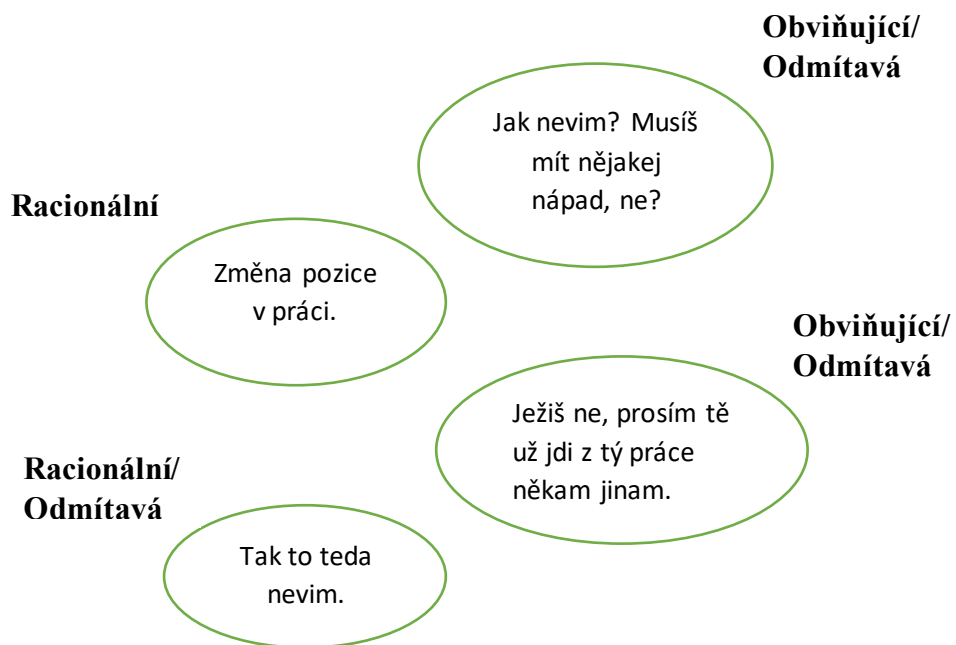 Obviňující/
Odmítavá
Jak nevim? Musíš
mít nějakej
nápad, ne?
Racionální
Změna pozice
v práci.
Obviňující/
Odmítavá
Ježiš ne, prosím tě
už jdi z tý práce
někam jinam.
Racionální/
Odmítavá
Tak to teda
nevim.